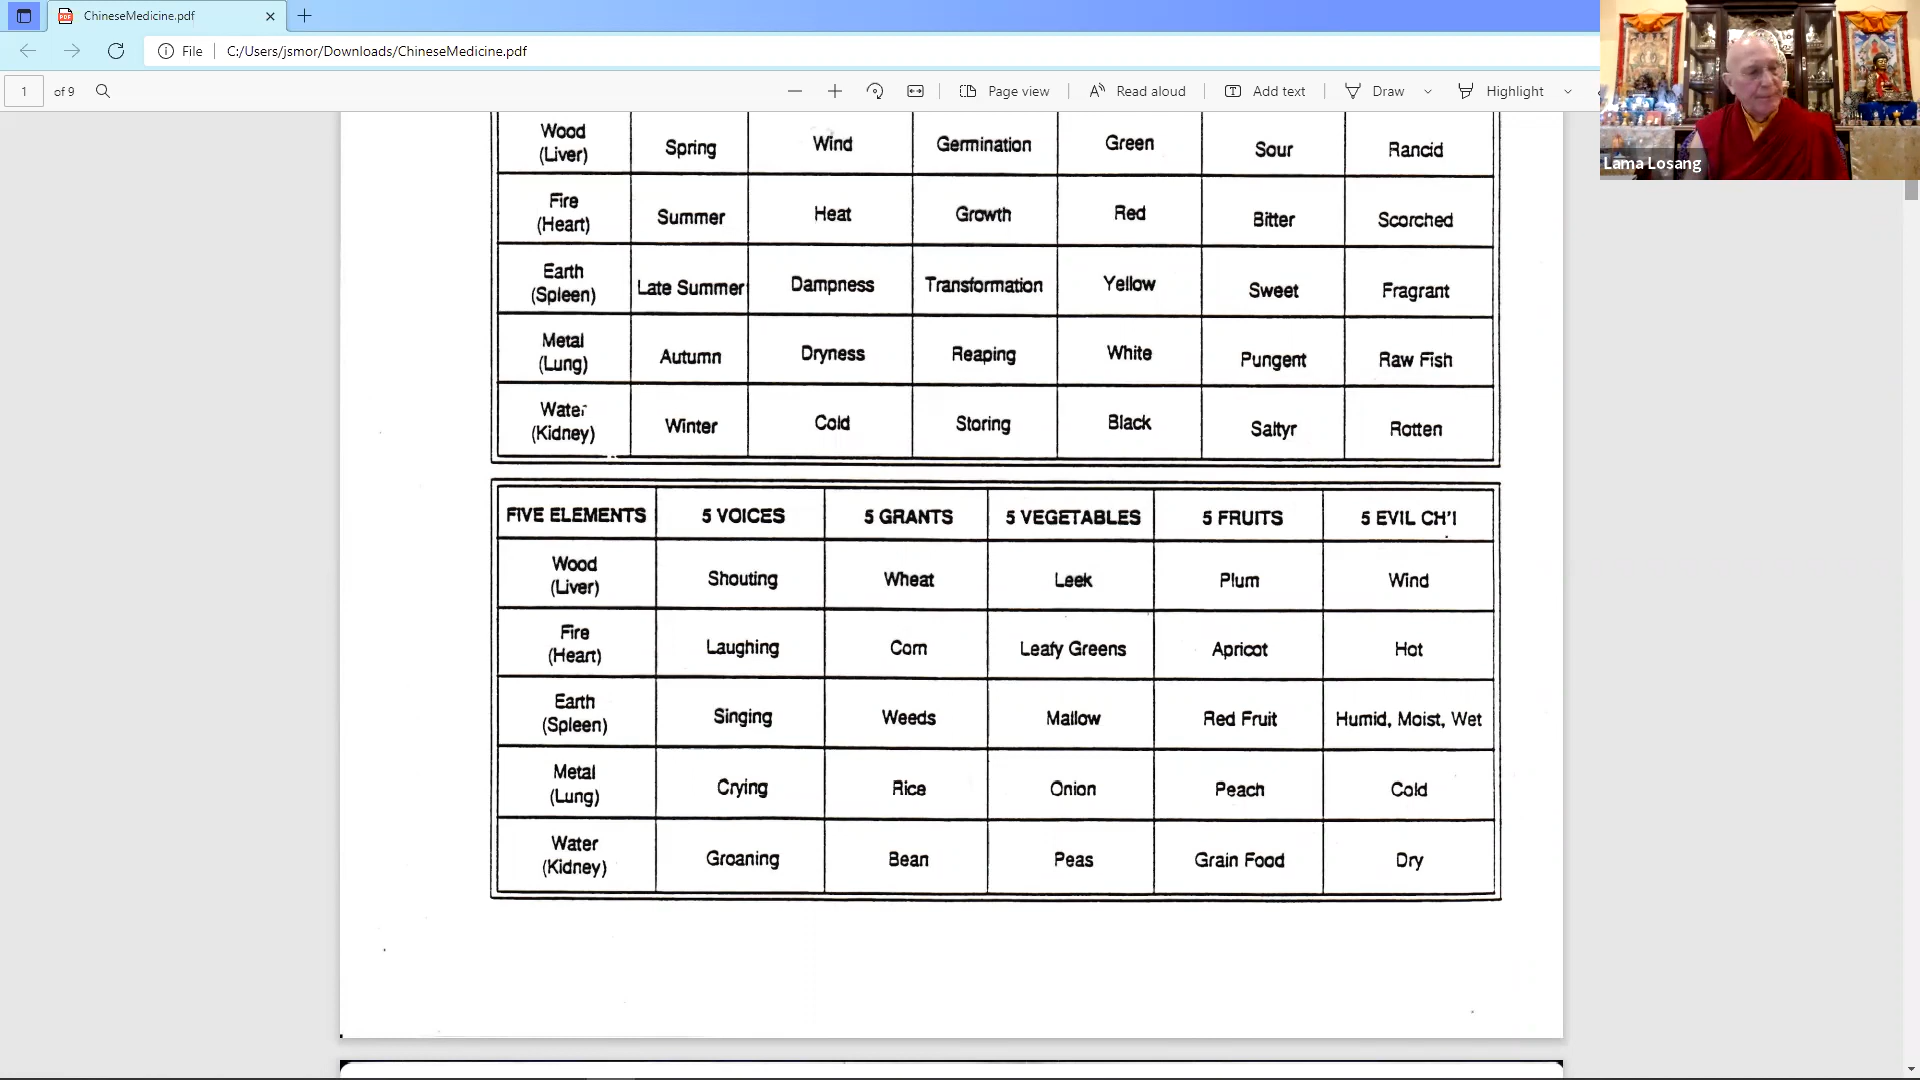 ChineseMedicine.pdf
File C:/Users/jsmor/Downloads/ChineseMedicine.pdf
1 of 9 Page view Read aloud Add text Draw Highlight
Lama Losang
Wood (Liver) Spring Wind Germination Green Sour Rancid
Fire (Heart) Summer Heat Growth Red Bitter Scorched
Earth (Spleen) Late Summer Dampness Transformation Yellow Sweet Fragrant
Metal (Lung) Autumn Dryness Reaping White Pungent Raw Fish
Water (Kidney) Winter Cold Storing Black Saltyr Rotten
FIVE ELEMENTS 5 VOICES 5 GRANTS 5 VEGETABLES 5 FRUITS 5 EVIL CH'I
Wood (Liver) Shouting Wheat Leek Plum Wind
Fire (Heart) Laughing Corn Leafy Greens Apricot Hot
Earth (Spleen) Singing Weeds Mallow Red Fruit Humid, Moist, Wet
Metal (Lung) Crying Rice Onion Peach Cold
Water (Kidney) Groaning Bean Peas Grain Food Dry